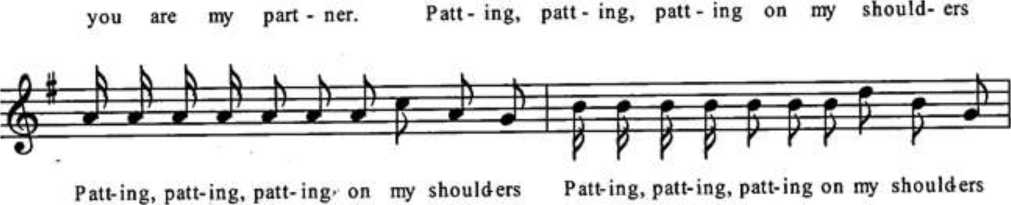 you are my part - ner. Patt - ing, patt - ing, patt - ing on my should- ers
Patt-ing, patt-ing, patt-ing on my shoulders Patt-ing, patt-ing, patt-ing on my shoulders